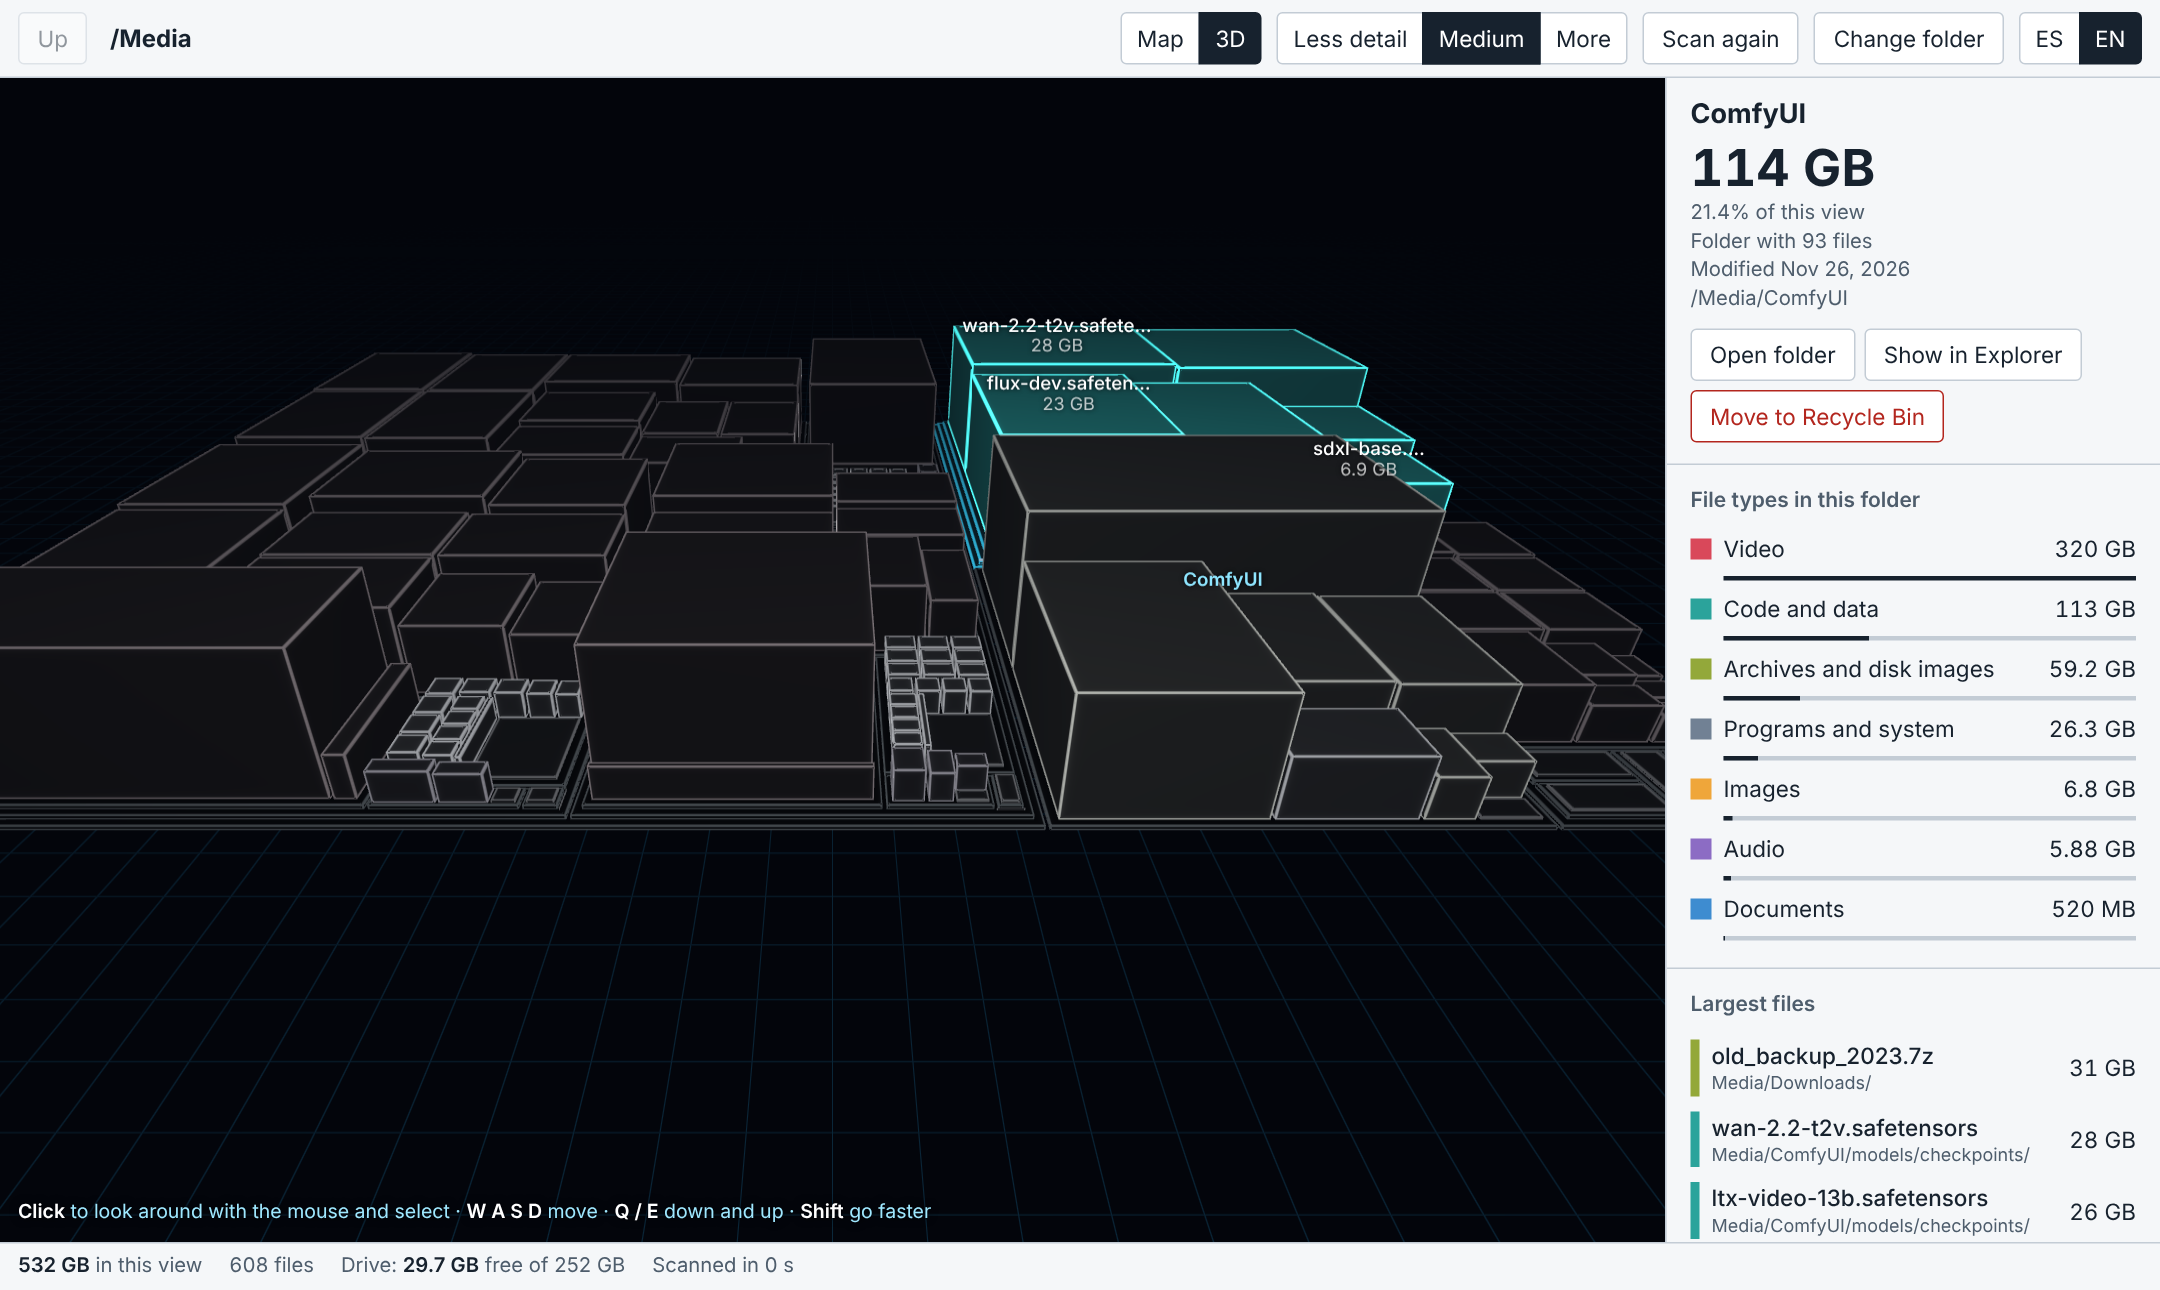 Up
/Media
Map
3D
Less detail
Medium
More
Scan again
Change folder
ES
EN
wan-2.2-t2v.safete...
28 GB
flux-dev.safeten...
23 GB
sdxl-base....
6.9 GB
ComfyUI
Click to look around with the mouse and select · W A S D move · Q / E down and up · Shift go faster
ComfyUI
114 GB
21.4% of this view
Folder with 93 files
Modified Nov 26, 2026
/Media/ComfyUI
Open folder
Show in Explorer
Move to Recycle Bin
File types in this folder
Video 320 GB
Code and data 113 GB
Archives and disk images 59.2 GB
Programs and system 26.3 GB
Images 6.8 GB
Audio 5.88 GB
Documents 520 MB
Largest files
old_backup_2023.7z 31 GB
Media/Downloads/
wan-2.2-t2v.safetensors 28 GB
Media/ComfyUI/models/checkpoints/
ltx-video-13b.safetensors 26 GB
Media/ComfyUI/models/checkpoints/
532 GB in this view 608 files Drive: 29.7 GB free of 252 GB Scanned in 0 s